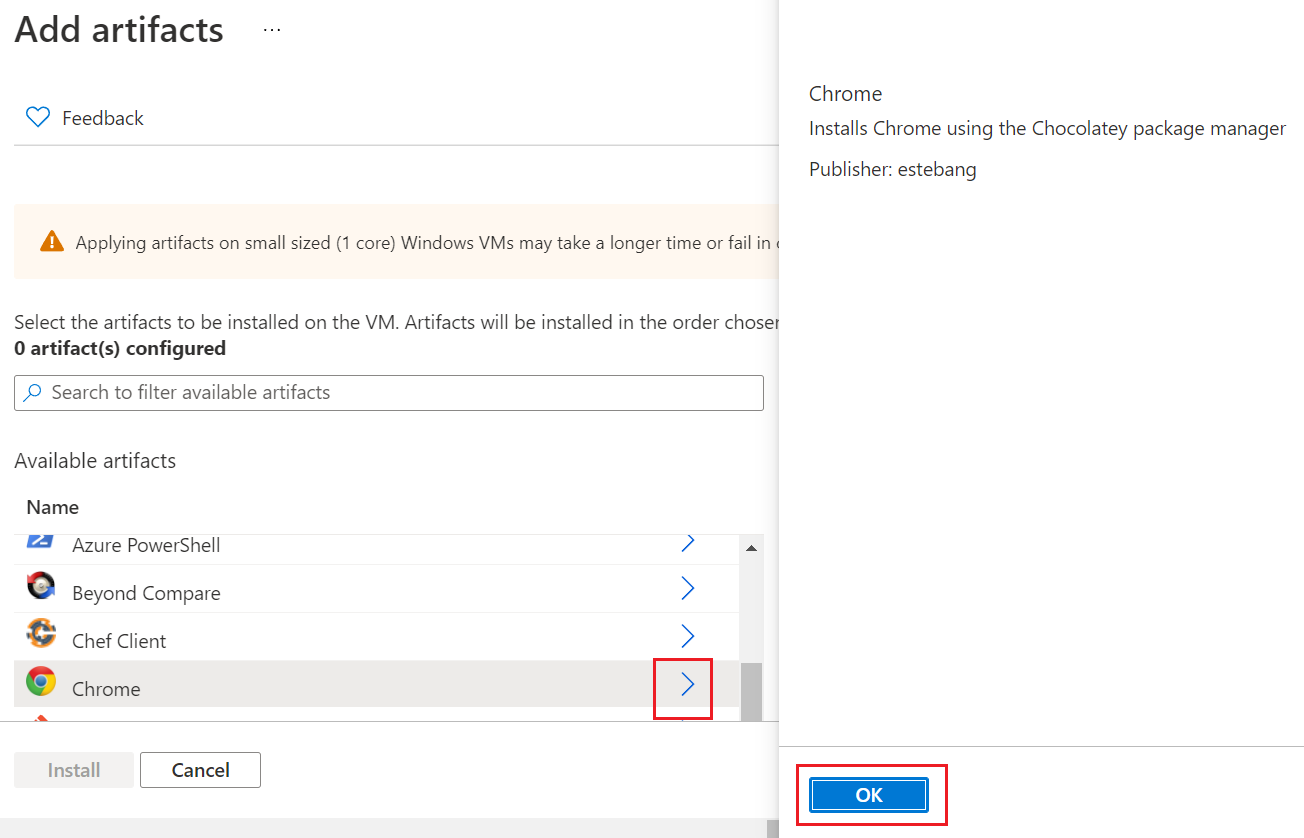 Add artifacts ...
Feedback
Applying artifacts on small sized (1 core) Windows VMs may take a longer time or fail in
Select the artifacts to be installed on the VM. Artifacts will be installed in the order chosen
0 artifact(s) configured
Search to filter available artifacts
Available artifacts
Name
Azure PowerShell
Beyond Compare
Chef Client
Chrome
Install
Cancel
Chrome
Installs Chrome using the Chocolatey package manager
Publisher: estebang
OK